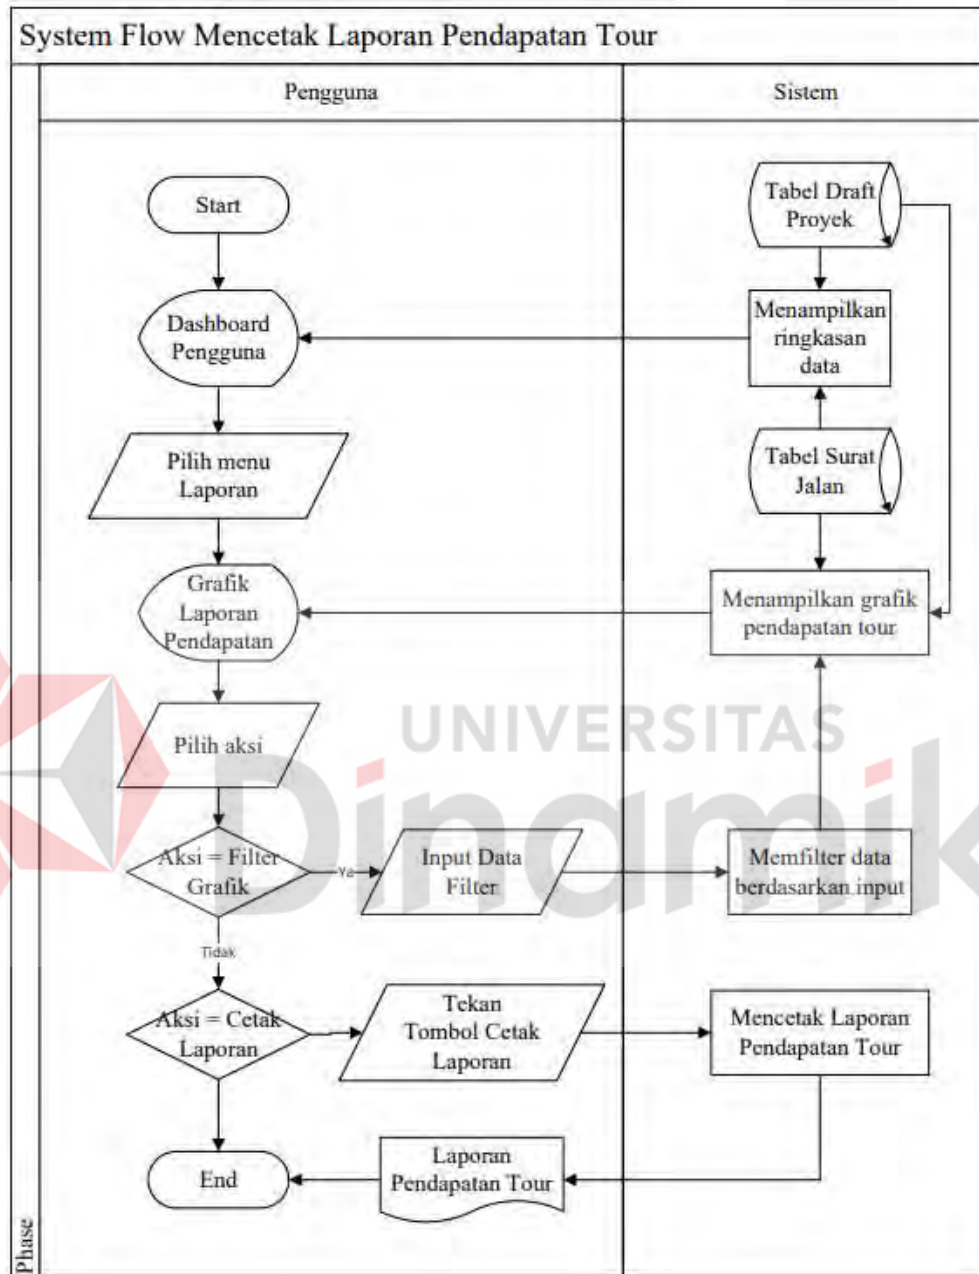 System Flow Mencetak Laporan Pendapatan Tour
Pengguna
Sistem
Start
Tabel Draft
Proyek
Dashboard
Pengguna
Menampilkan
ringkasan
data
Pilih menu
Laporan
Tabel Surat
Jalan
Grafik
Laporan
Pendapatan
Menampilkan grafik
pendapatan tour
Pilih aksi
UNIVERSITAS
Dinamik
Aksi = Filter
Grafik
Ya
Input Data
Filter
Memfilter data
berdasarkan input
Tidak
Aksi = Cetak
Laporan
Tekan
Tombol Cetak
Laporan
Mencetak Laporan
Pendapatan Tour
End
Laporan
Pendapatan Tour
Phase